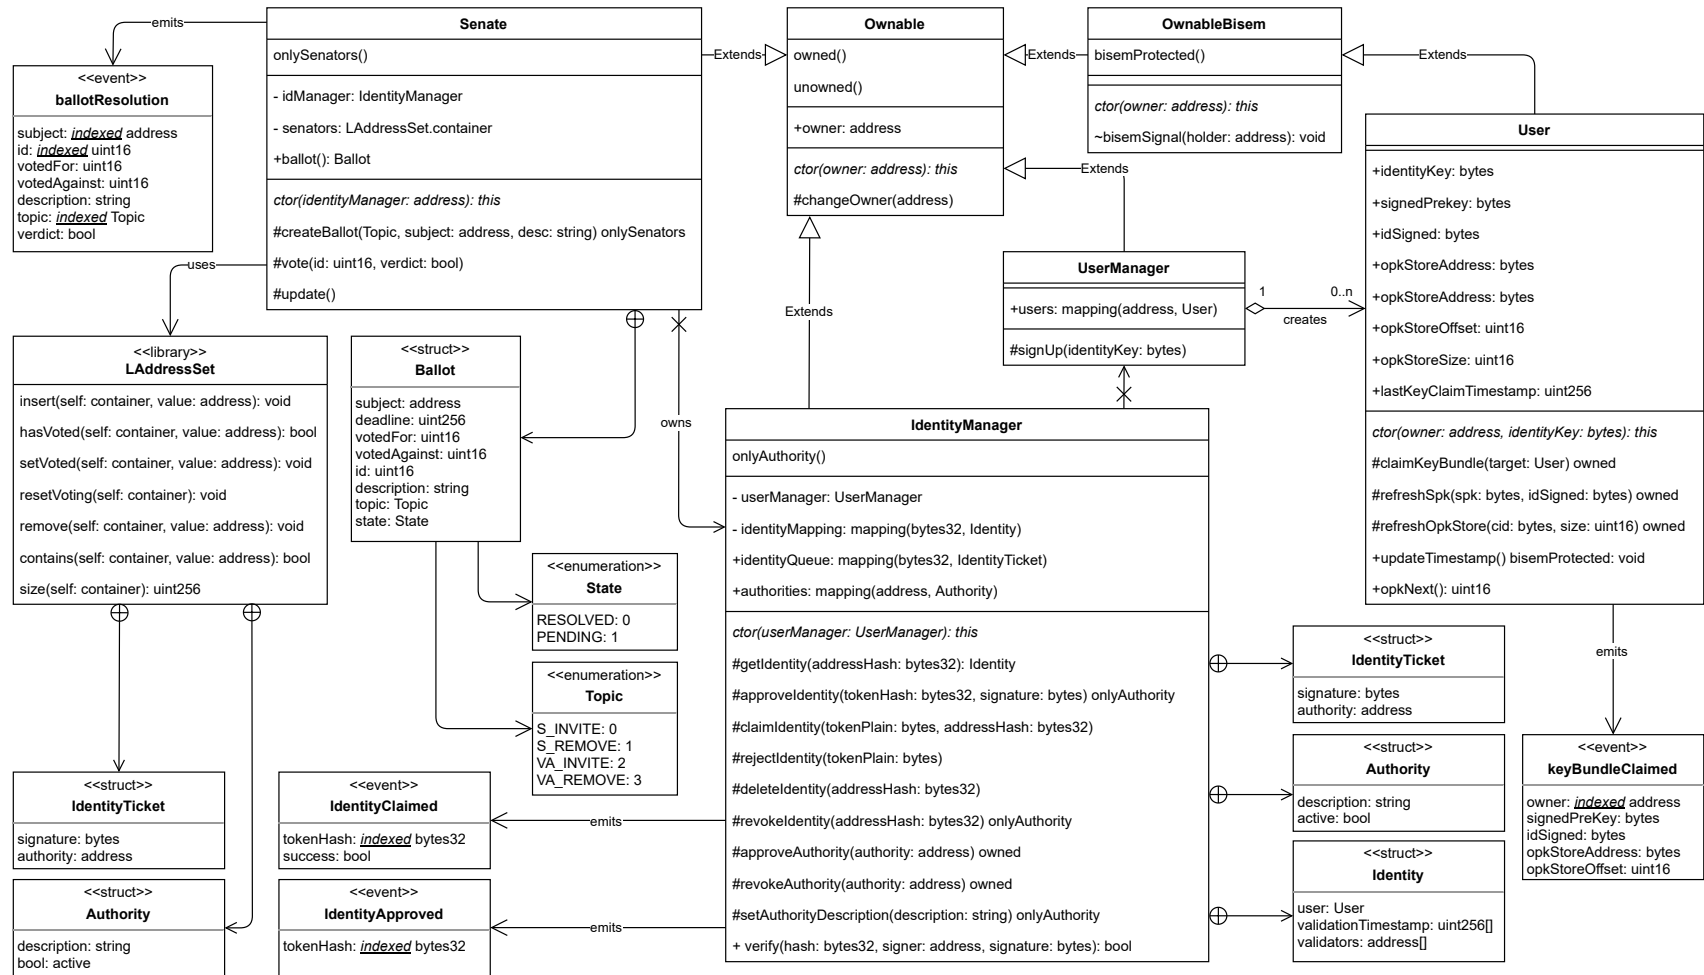 emits
<<event>>
ballotResolution
subject: indexed address
id: indexed uint16
votedFor: uint16
votedAgainst: uint16
description: string
topic: indexed Topic
verdict: bool
Senate
onlySenators()
- idManager: IdentityManager
- senators: LAddressSet.container
+ballot(): Ballot
ctor(identityManager: address): this
#createBallot(Topic, subject: address, desc: string) onlySenators
#vote(id: uint16, verdict: bool)
#update()
Extends
Ownable
owned()
unowned()
+owner: address
ctor(owner: address): this
#changeOwner(address)
Extends
OwnableBisem
bisemProtected()
ctor(owner: address): this
~bisemSignal(holder: address): void
Extends
User
+identityKey: bytes
+signedPrekey: bytes
+idSigned: bytes
+opkStoreAddress: bytes
+opkStoreAddress: bytes
+opkStoreOffset: uint16
+opkStoreSize: uint16
+lastKeyClaimTimestamp: uint256
ctor(owner: address, identityKey: bytes): this
#claimKeyBundle(target: User) owned
#refreshSpk(spk: bytes, idSigned: bytes) owned
#refreshOpkStore(cid: bytes, size: uint16) owned
+updateTimestamp() bisemProtected: void
+opkNext(): uint16
Extends
UserManager
+users: mapping(address, User)
#signUp(identityKey: bytes)
1
0..n
creates
uses
<<library>>
LAddressSet
insert(self: container, value: address): void
hasVoted(self: container, value: address): bool
setVoted(self: container, value: address): void
resetVoting(self: container): void
remove(self: container, value: address): void
contains(self: container, value: address): bool
size(self: container): uint256
<<struct>>
Ballot
subject: address
deadline: uint256
votedFor: uint16
votedAgainst: uint16
id: uint16
description: string
topic: Topic
state: State
owns
Extends
<<enumeration>>
State
RESOLVED: 0
PENDING: 1
<<enumeration>>
Topic
S_INVITE: 0
S_REMOVE: 1
VA_INVITE: 2
VA_REMOVE: 3
IdentityManager
onlyAuthority()
- userManager: UserManager
- identityMapping: mapping(bytes32, Identity)
+identityQueue: mapping(bytes32, IdentityTicket)
+authorities: mapping(address, Authority)
ctor(userManager: UserManager): this
#getIdentity(addressHash: bytes32): Identity
#approveIdentity(tokenHash: bytes32, signature: bytes) onlyAuthority
#claimIdentity(tokenPlain: bytes, addressHash: bytes32)
#rejectIdentity(tokenPlain: bytes)
#deleteIdentity(addressHash: bytes32)
#revokeIdentity(addressHash: bytes32) onlyAuthority
#approveAuthority(authority: address) owned
#revokeAuthority(authority: address) owned
#setAuthorityDescription(description: string) onlyAuthority
+ verify(hash: bytes32, signer: address, signature: bytes): bool
<<struct>>
IdentityTicket
signature: bytes
authority: address
<<struct>>
Authority
description: string
active: bool
<<struct>>
Identity
user: User
validationTimestamp: uint256[]
validators: address[]
emits
<<event>>
keyBundleClaimed
owner: indexed address
signedPreKey: bytes
idSigned: bytes
opkStoreAddress: bytes
opkStoreOffset: uint16
<<struct>>
IdentityTicket
signature: bytes
authority: address
<<struct>>
Authority
description: string
bool: active
<<event>>
IdentityClaimed
tokenHash: indexed bytes32
success: bool
emits
<<event>>
IdentityApproved
tokenHash: indexed bytes32
emits